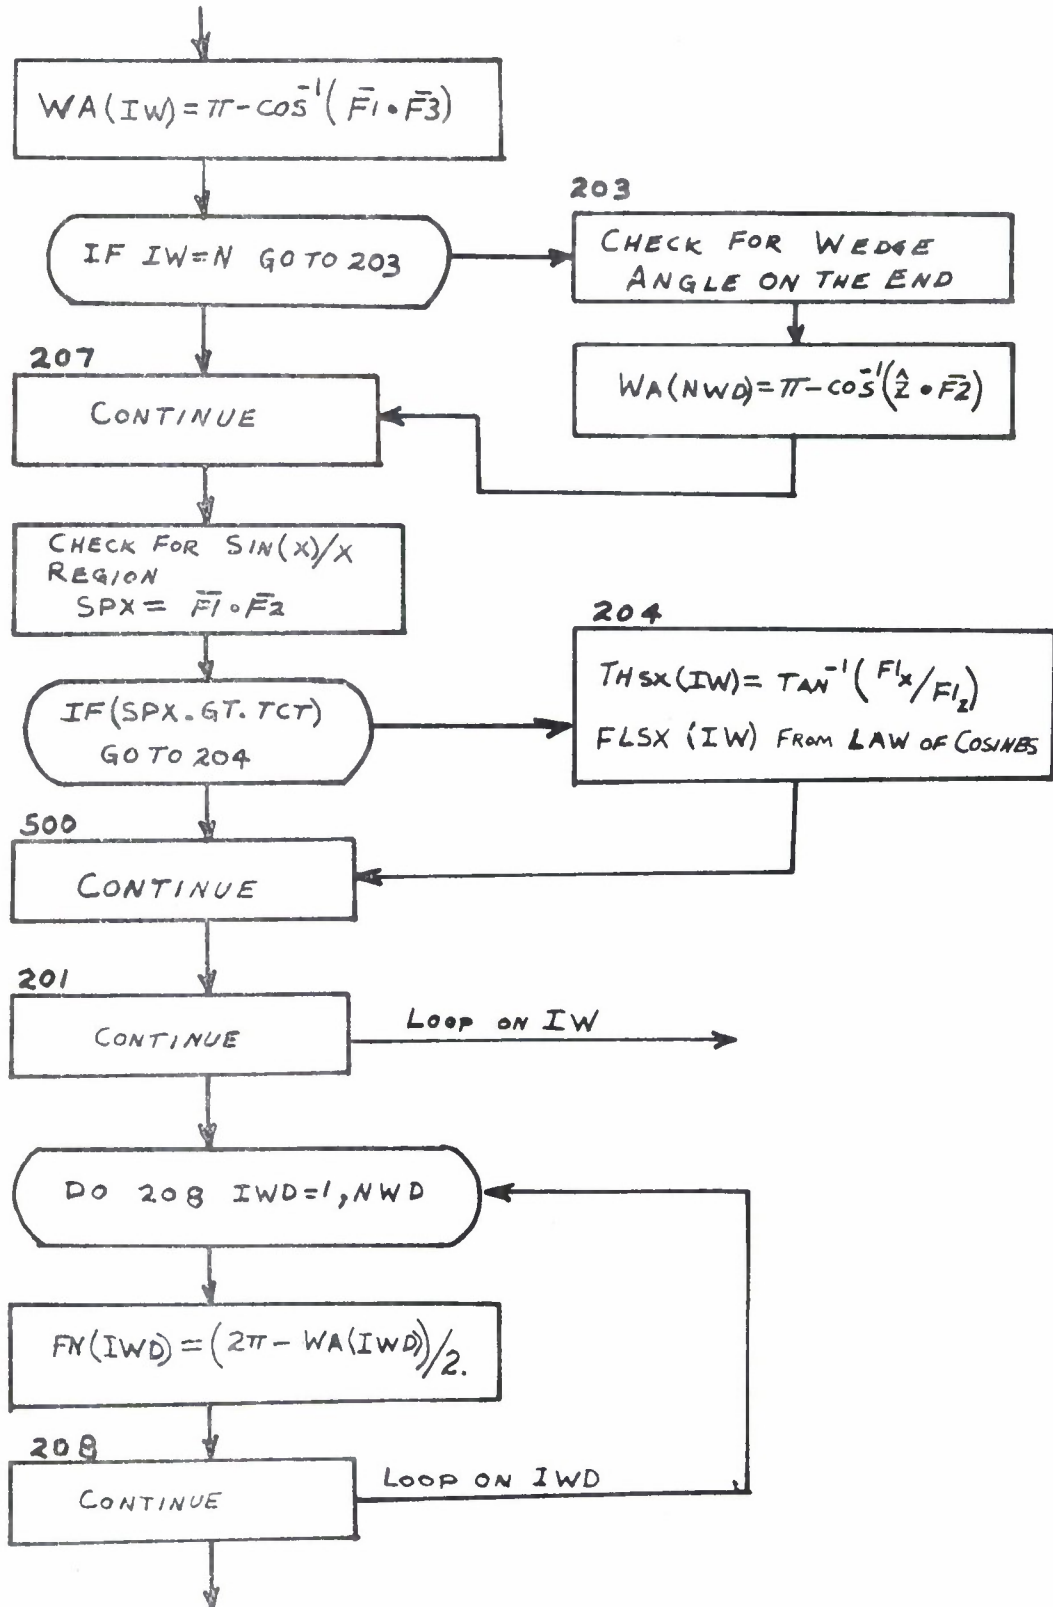 WA(IW)=π-cos⁻¹(F̄1•F̄3)
IF IW=N GO TO 203
203
CHECK FOR WEDGE
ANGLE ON THE END
WA(NWD)=π-cos⁻¹(ẑ•F̄2)
207
CONTINUE
CHECK FOR SIN(X)/X
REGION
SPX= F̄1•F̄2
IF(SPX.GT.TCT)
GO TO 204
204
THSX(IW)= TAN⁻¹(F1x/F1z)
FLSX (IW) FROM LAW OF COSINES
500
CONTINUE
201
CONTINUE
LOOP ON IW
DO 208 IWD=1,NWD
FN(IWD)=(2π-WA(IWD))/2.
208
CONTINUE
LOOP ON IWD